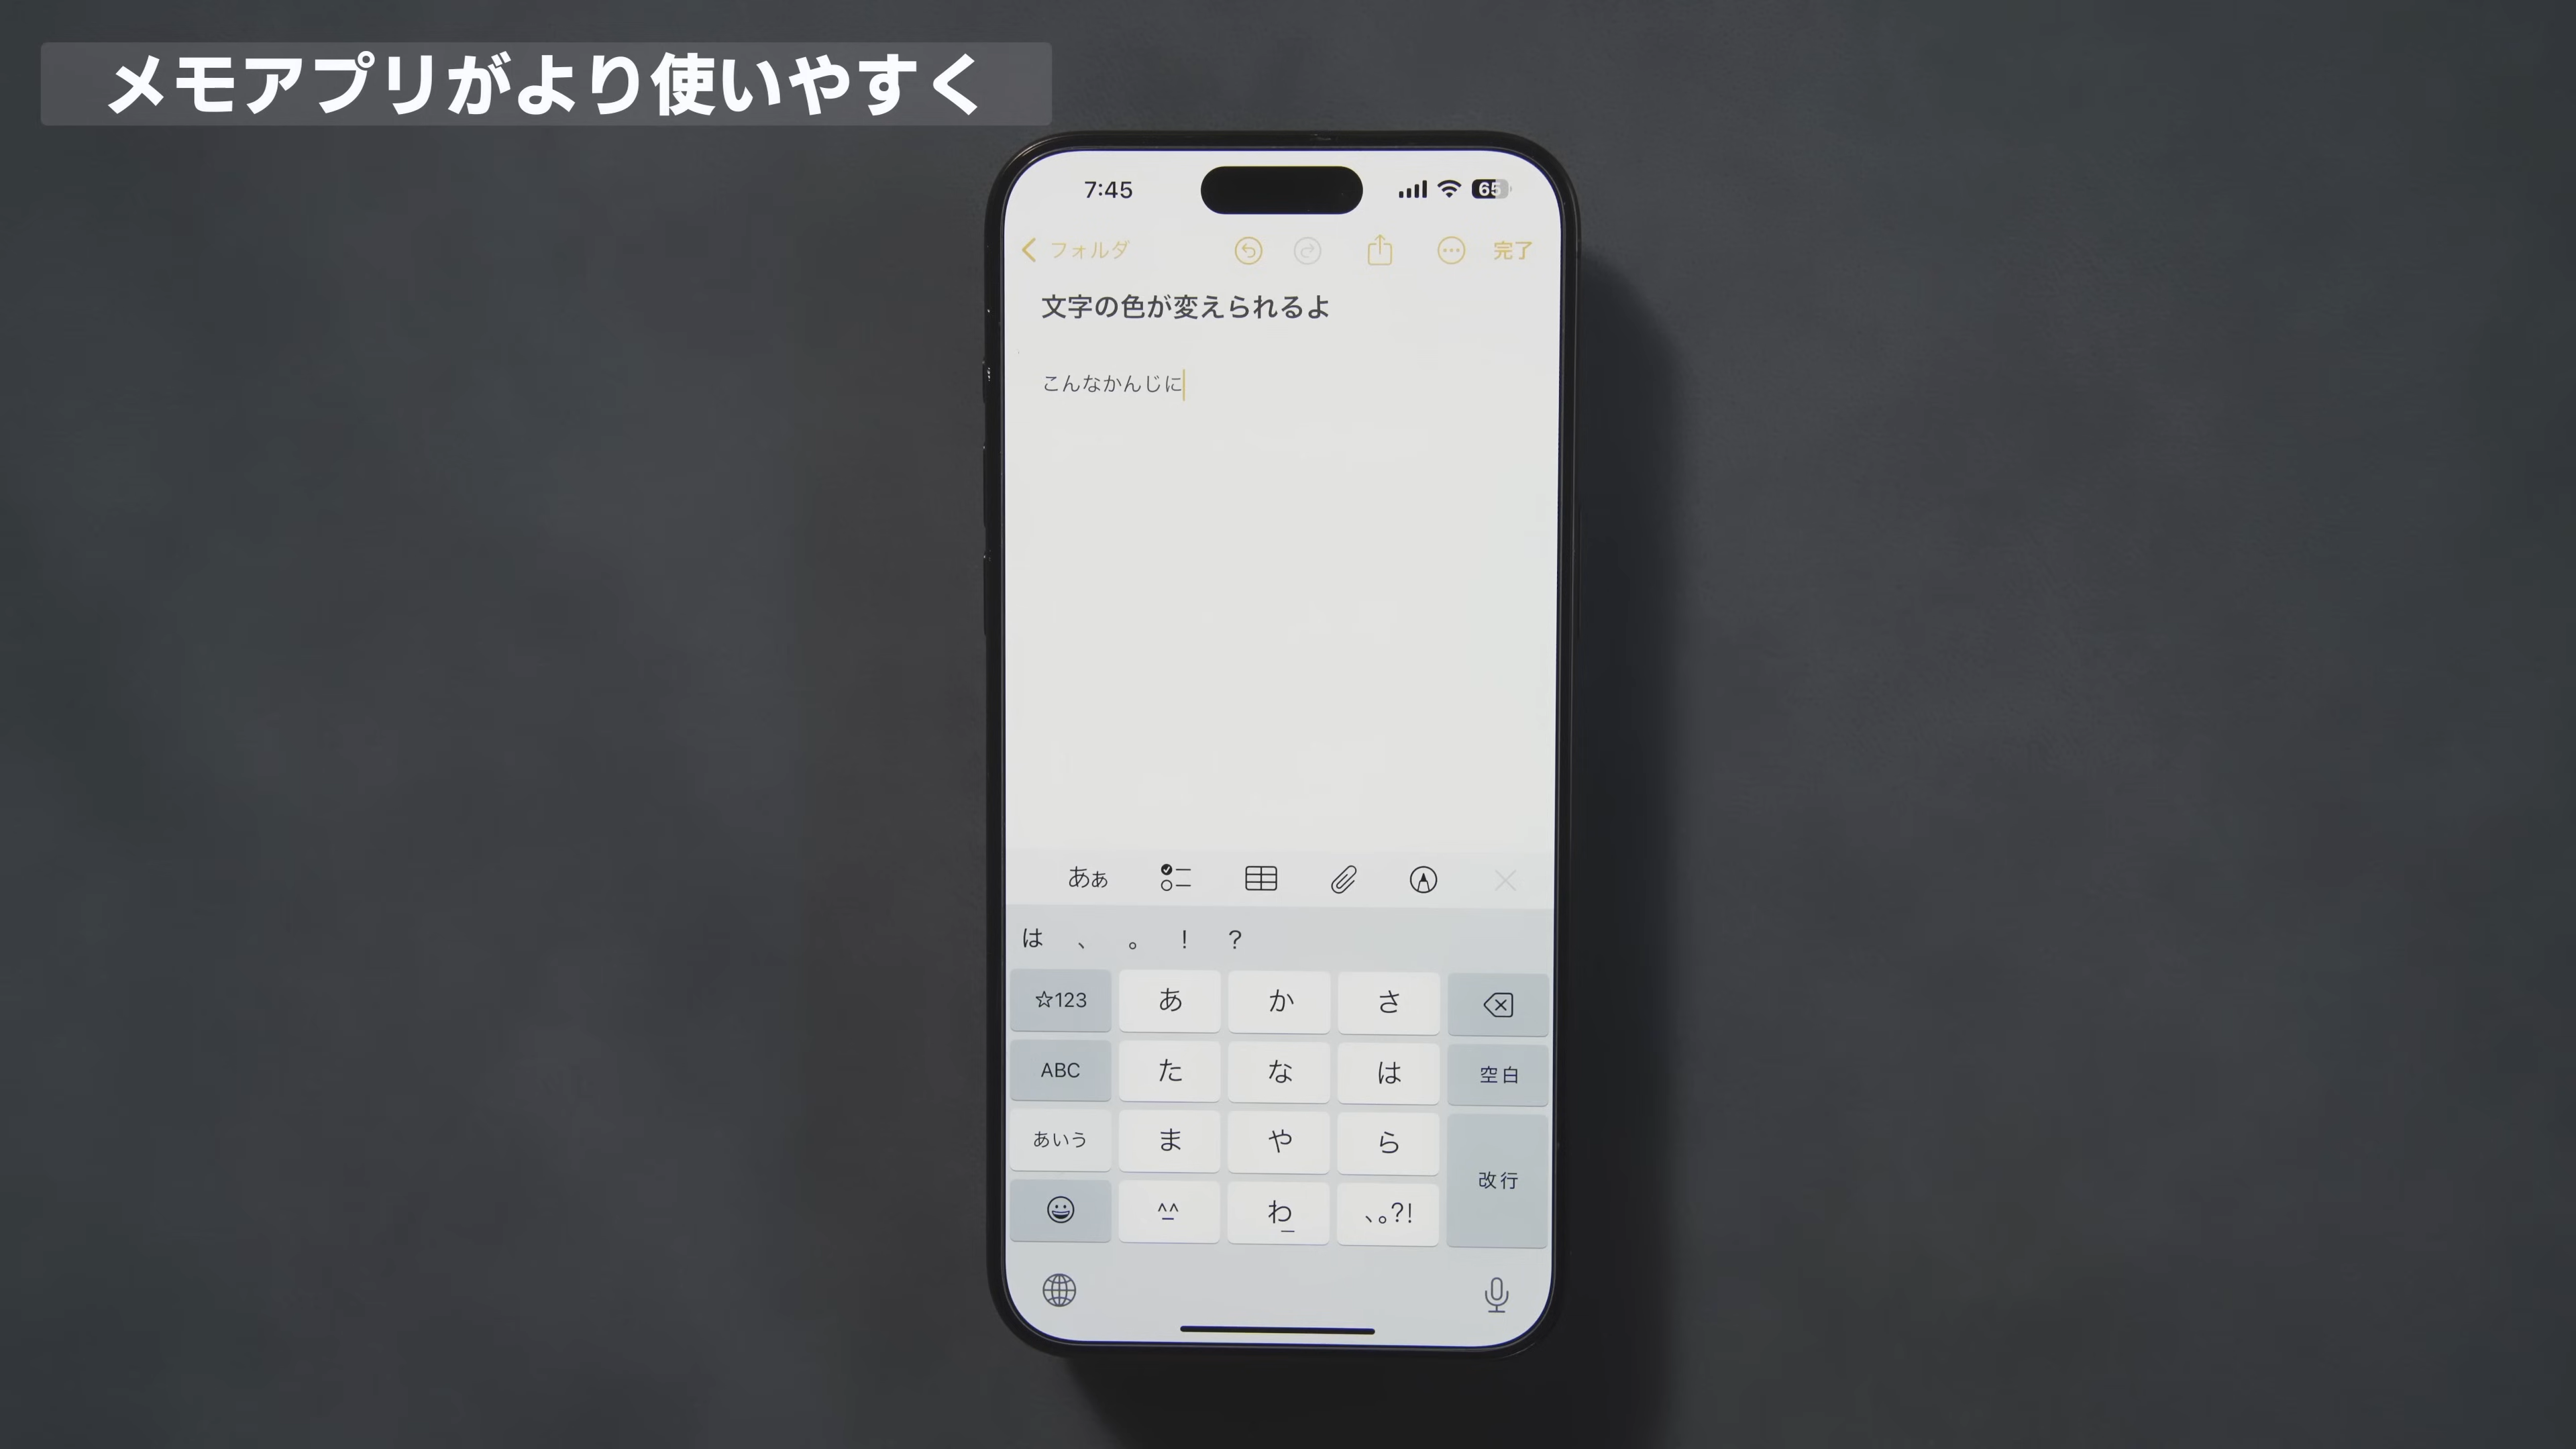 メモアプリがより使いやすく
7:45
65
フォルダ
完了
文字の色が変えられるよ
こんなかんじに
あぁ
は 、 。 ! ?
☆123 あ か さ
ABC た な は 空白
あいう ま や ら
改行
^^ わ 、。?!